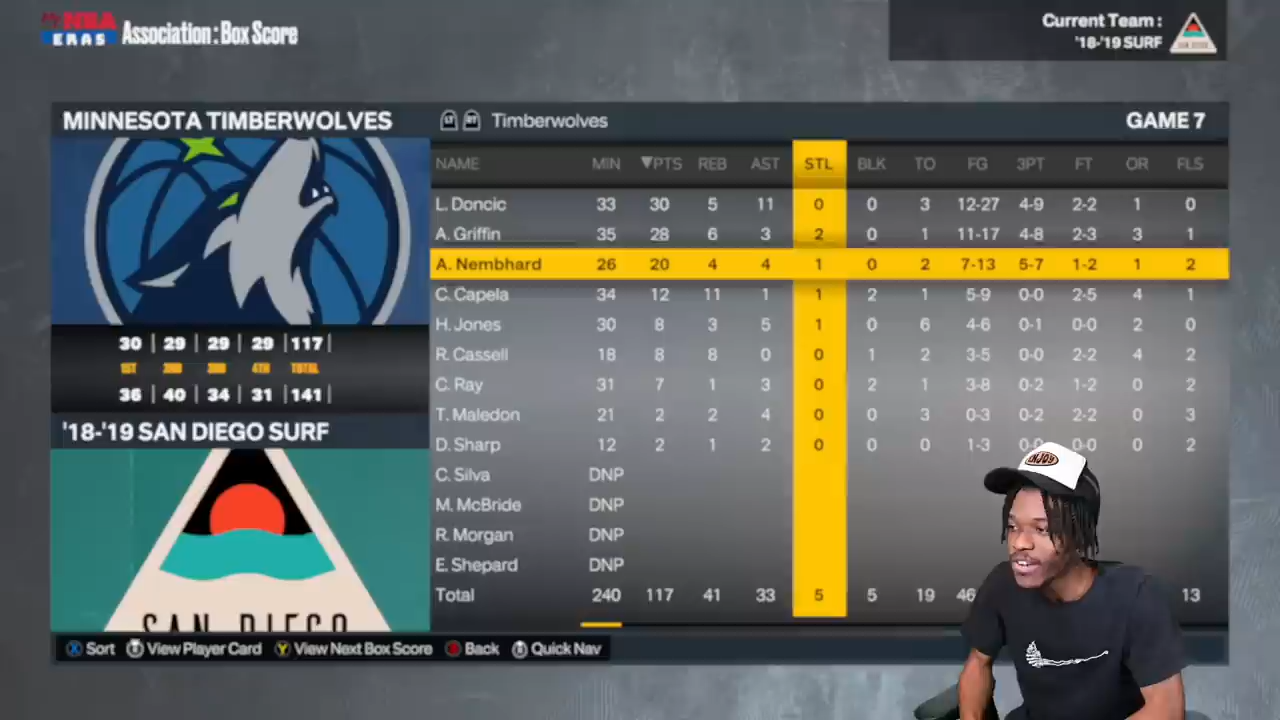 My NBA ERAS Association: Box Score
Current Team :
'18-'19 SURF
MINNESOTA TIMBERWOLVES
LT RT Timberwolves GAME 7
NAME MIN ▼PTS REB AST STL BLK TO FG 3PT FT OR FLS
L. Doncic 33 30 5 11 0 0 3 12-27 4-9 2-2 1 0
A. Griffin 35 28 6 3 2 0 1 11-17 4-8 2-3 3 1
A. Nembhard 26 20 4 4 1 0 2 7-13 5-7 1-2 1 2
C. Capela 34 12 11 1 1 2 1 5-9 0-0 2-5 4 1
H. Jones 30 8 3 5 1 0 6 4-6 0-1 0-0 2 0
R. Cassell 18 8 8 0 0 1 2 3-5 0-0 2-2 4 2
C. Ray 31 7 1 3 0 2 1 3-8 0-2 1-2 0 2
T. Maledon 21 2 2 4 0 0 3 0-3 0-2 2-2 0 3
D. Sharp 12 2 1 2 0 0 0 1-3 0-0 0-0 0 2
C. Silva DNP
M. McBride DNP
R. Morgan DNP
E. Shepard DNP
Total 240 117 41 33 5 5 19 46 13
30 | 29 | 29 | 29 | 117 |
1ST 2ND 3RD 4TH TOTAL
36 | 40 | 34 | 31 | 141 |
'18-'19 SAN DIEGO SURF
SAN DIEGO
X Sort View Player Card Y View Next Box Score Back Quick Nav
ENJOY